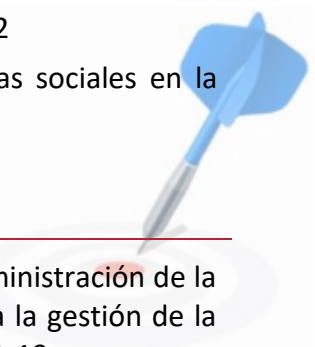 2
as sociales en la
ministración de la
a la gestión de la